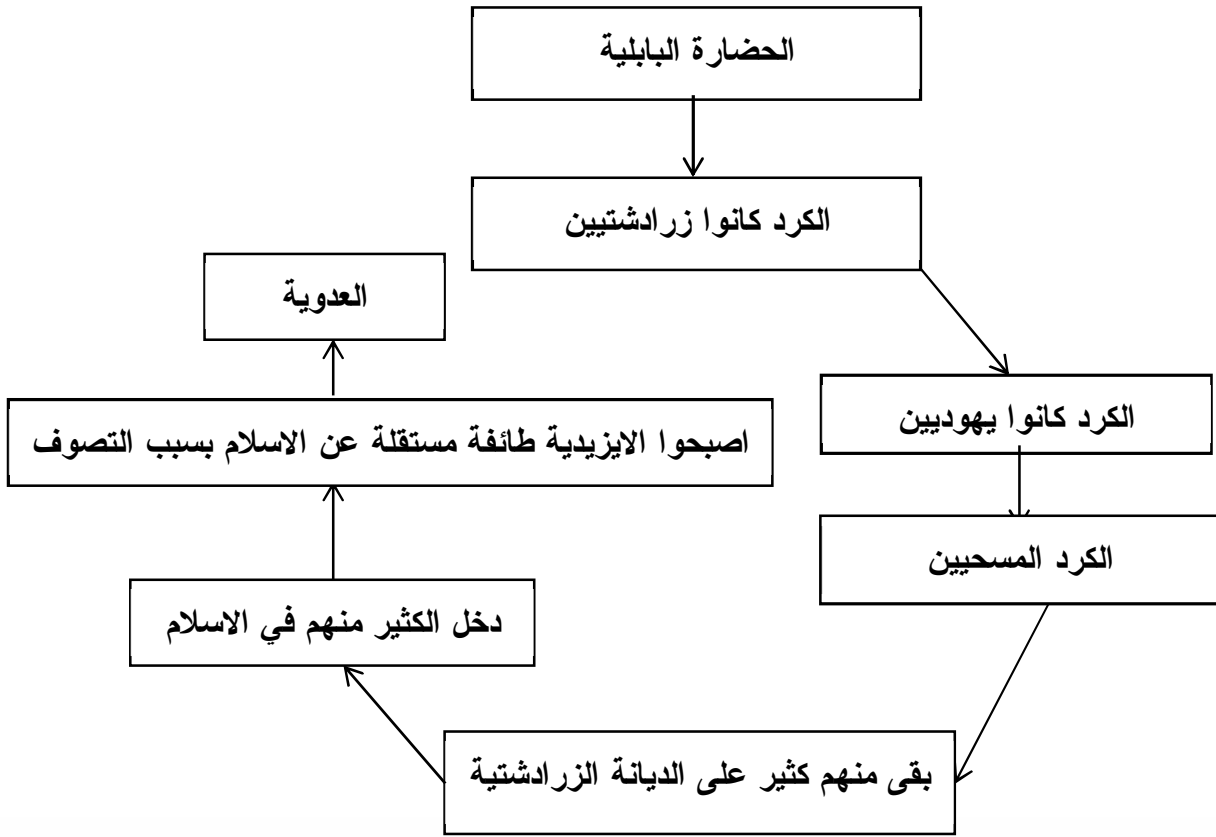 الحضارة البابلية
الكرد كانوا زرادشتيين
الكرد كانوا يهوديين
الكرد المسحيين
بقى منهم كثير على الديانة الزرادشتية
دخل الكثير منهم في الاسلام
اصبحوا الايزيدية طائفة مستقلة عن الاسلام بسبب التصوف
العدوية